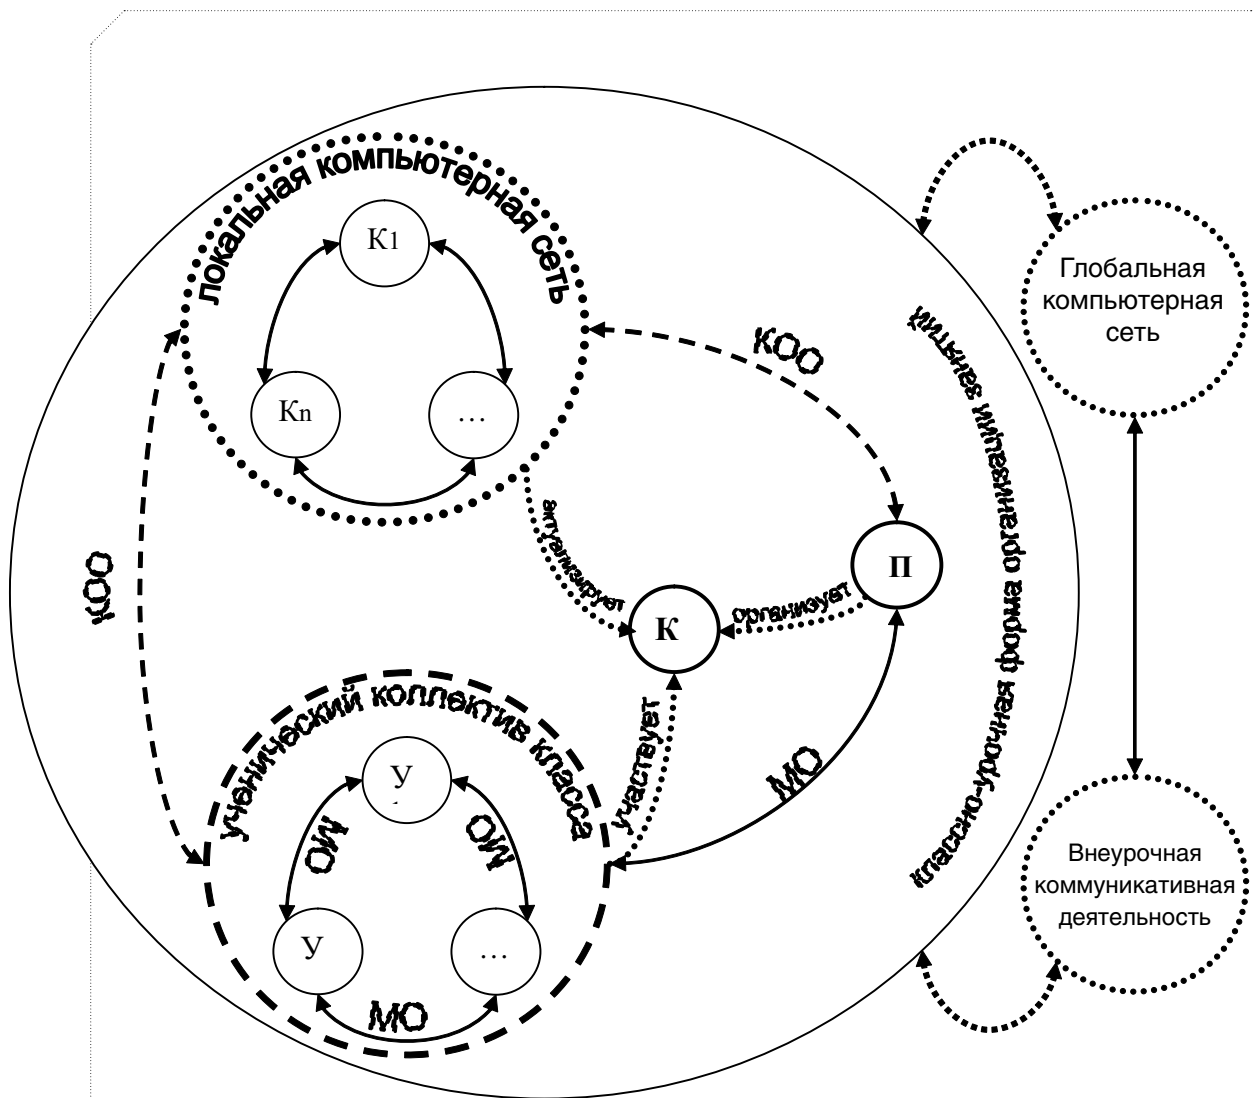 локальная компьютерная сеть
К1
Кn
...
КОО
КОО
актуализирует
К
организует
П
участвует
МО
ученический коллектив класса
У
МО
МО
У
...
МО
классно-урочная форма организации занятий
Глобальная
компьютерная
сеть
Внеурочная
коммуникативная
деятельность